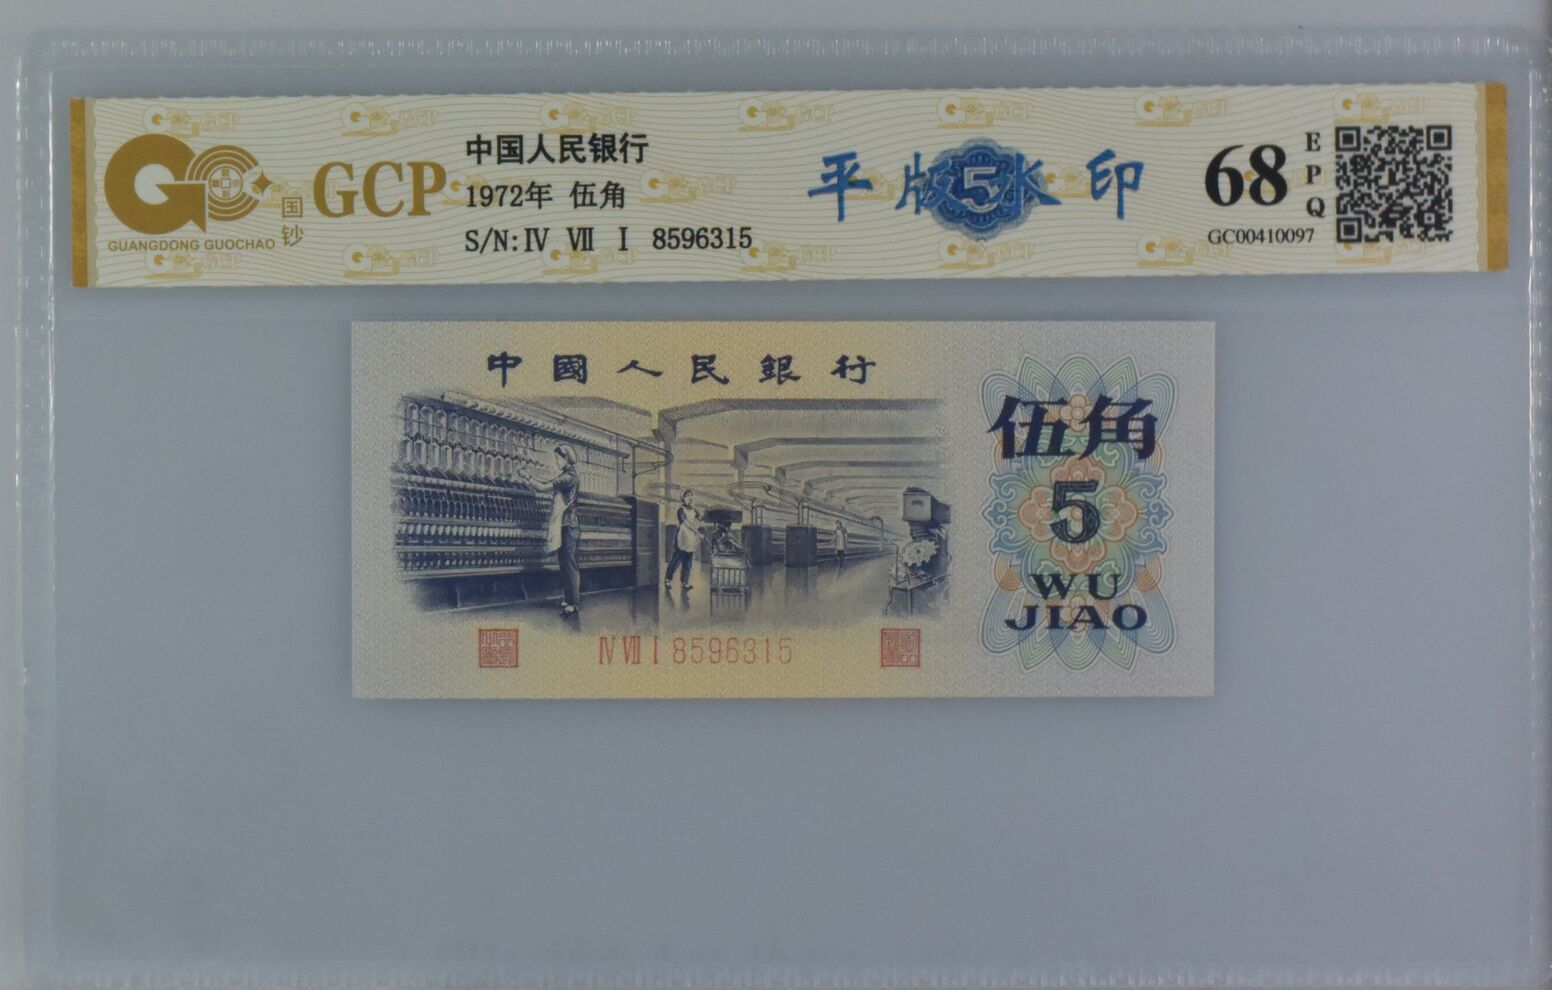 GUANGDONG GUOCHAO
国钞
GCP
中国人民银行
1972年 伍角
S/N: IV VII I 8596315
平版水印
5
68
EPQ
GC00410097
中國人民銀行
伍角
5
WU
JIAO
IV VII I 8596315